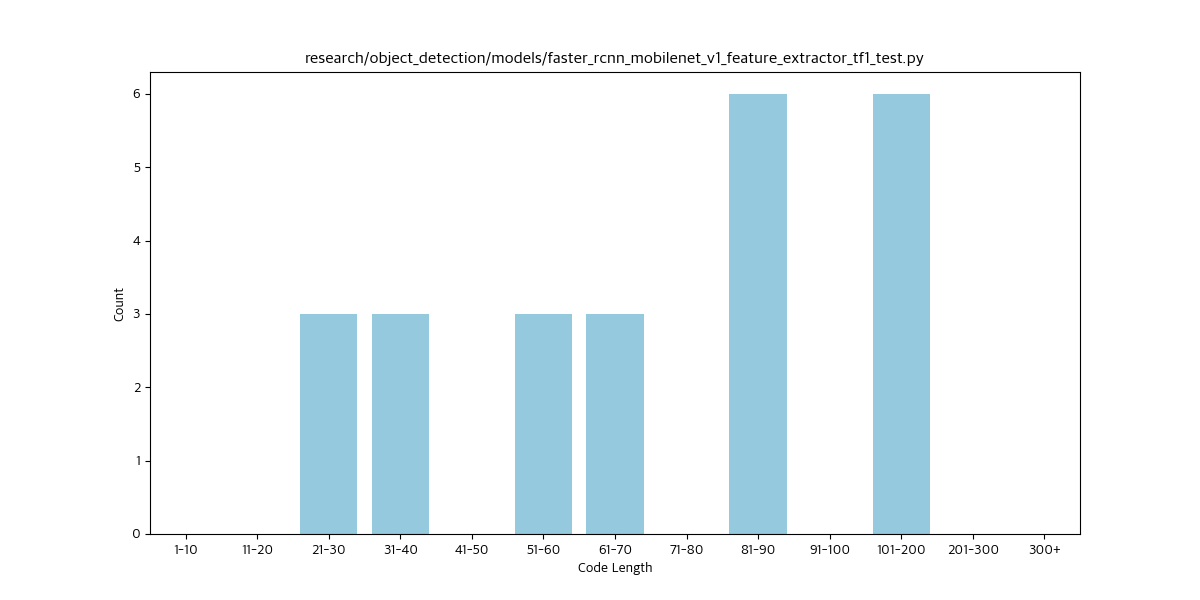 research/object_detection/models/faster_rcnn_mobilenet_v1_feature_extractor_tf1_test.py
Count
6
5
4
3
2
1
0
1-10 11-20 21-30 31-40 41-50 51-60 61-70 71-80 81-90 91-100 101-200 201-300 300+
Code Length